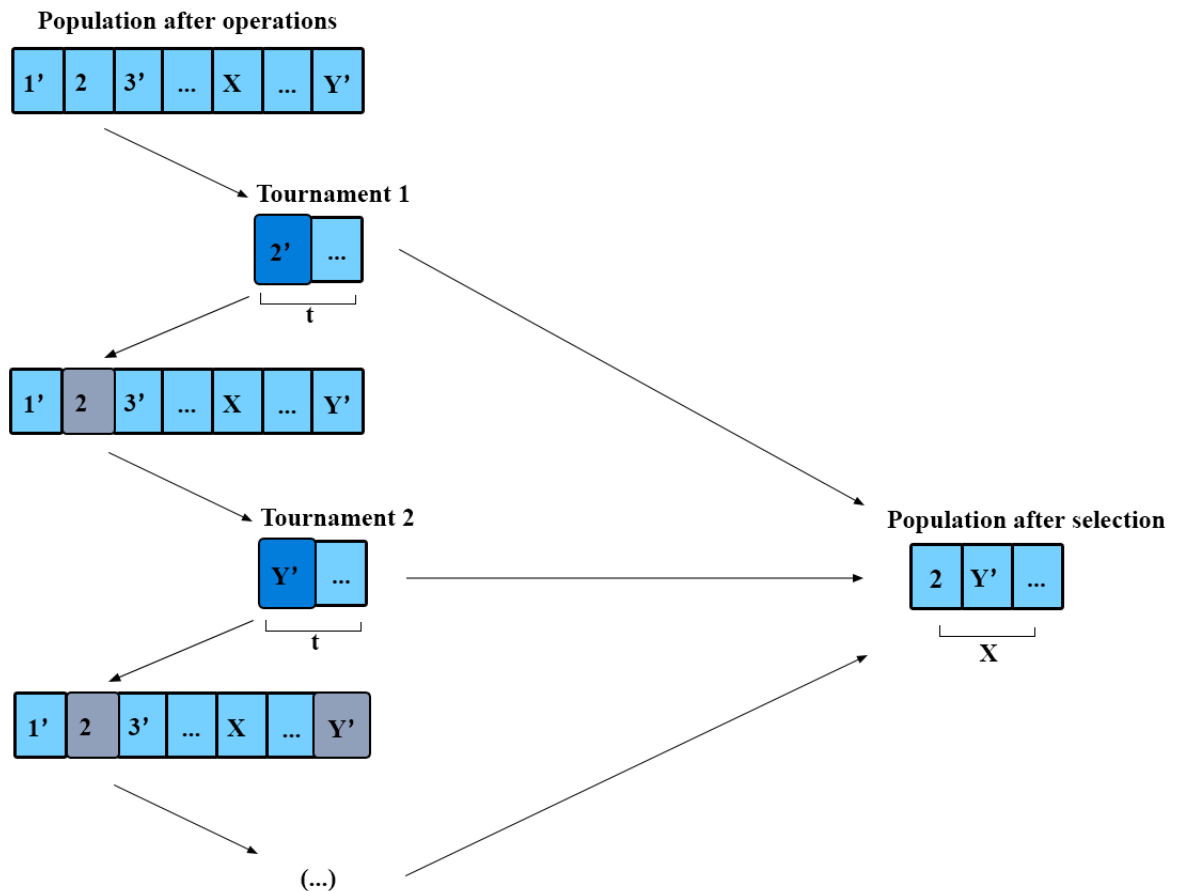 Population after operations
1’ 2 3’ ... X ... Y’
Tournament 1
2’ ...
t
1’ 2 3’ ... X ... Y’
Tournament 2
Y’ ...
t
Population after selection
2 Y’ ...
X
1’ 2 3’ ... X ... Y’
(...)